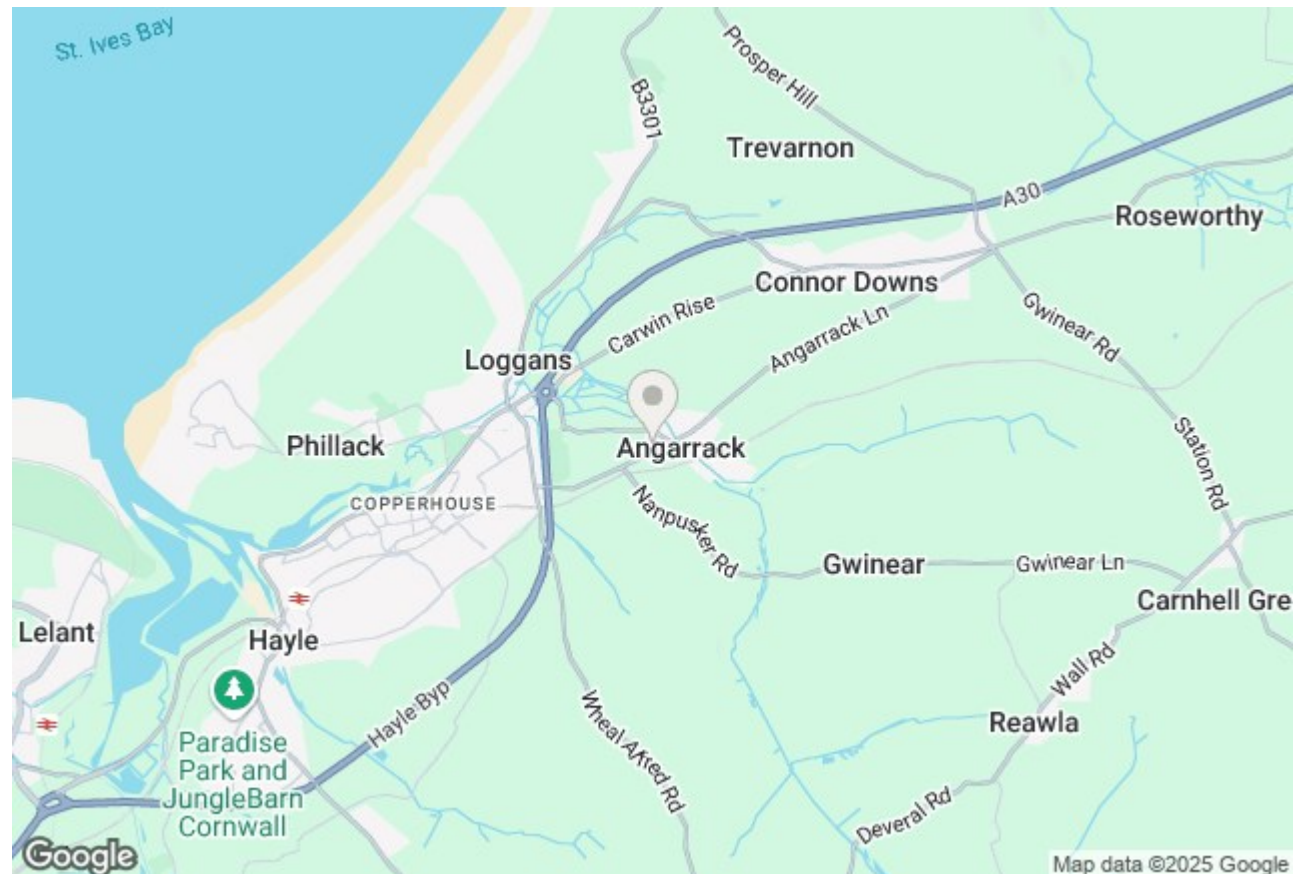 St. Ives Bay
Prosper Hill
B3301
Trevarnon
A30
Roseworthy
Connor Downs
Carwin Rise
Angarrack Ln
Gwinear Rd
Loggans
Phillack
Angarrack
Station Rd
COPPERHOUSE
Nanpusker Rd
Gwinear
Gwinear Ln
Carnhell Gre
Lelant
Hayle
Wall Rd
Hayle Byp
Wheal Alfred Rd
Reawla
Paradise
Park and
JungleBarn
Cornwall
Deveral Rd
Google
Map data ©2025 Google